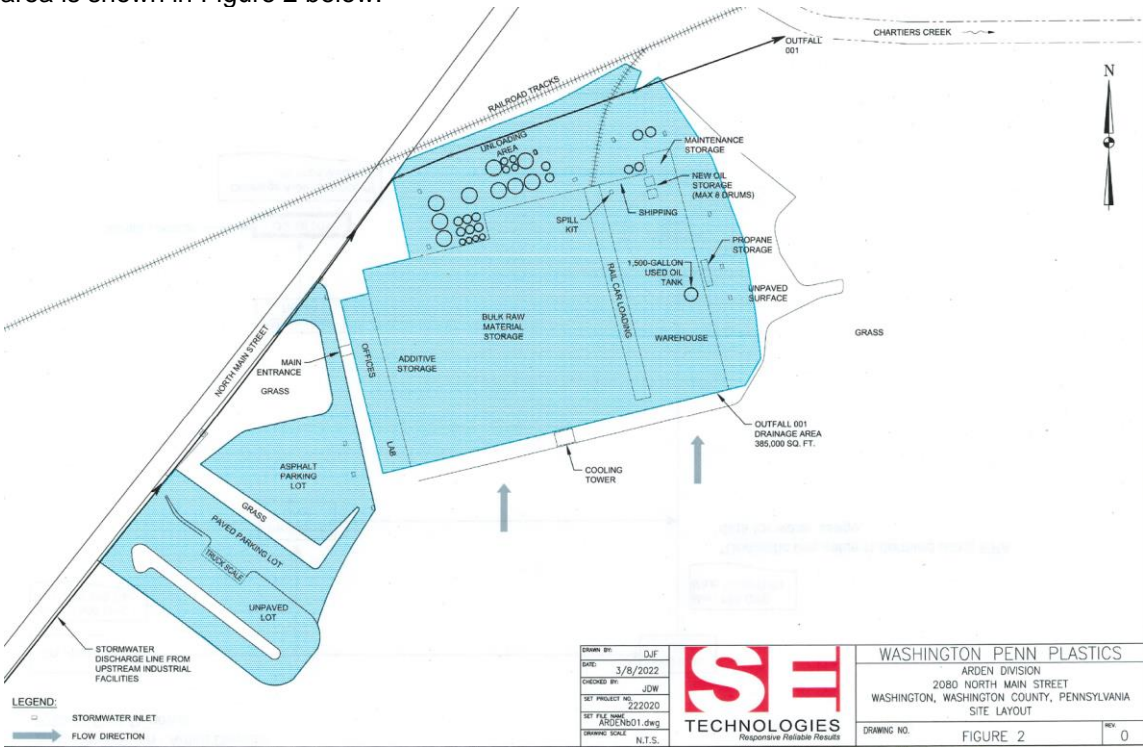 area is shown in Figure 2 below.
CHARTIERS CREEK
OUTFALL
001
N
RAILROAD TRACKS
UNLOADING
AREA
MAINTENANCE
STORAGE
NEW OIL
STORAGE
(MAX 8 DRUMS)
SHIPPING
SPILL
KIT
PROPANE
STORAGE
1,500-GALLON
USED OIL
TANK
UNPAVED
SURFACE
RAIL CAR LOADING
BULK RAW
MATERIAL
STORAGE
WAREHOUSE
GRASS
NORTH MAIN STREET
MAIN
ENTRANCE
OFFICES
ADDITIVE
STORAGE
GRASS
LAB
OUTFALL 001
DRAINAGE AREA
385,000 SQ. FT.
COOLING
TOWER
ASPHALT
PARKING
LOT
GRASS
PAVED PARKING LOT
TRUCK SCALE
UNPAVED
LOT
STORMWATER
DISCHARGE LINE FROM
UPSTREAM INDUSTRIAL
FACILITIES
LEGEND:
STORMWATER INLET
FLOW DIRECTION
DRAWN BY: DJF
DATE: 3/8/2022
CHECKED BY: JDW
SET PROJECT NO. 222020
SET FILE NAME ARDENb01.dwg
DRAWING SCALE N.T.S.
SE
TECHNOLOGIES
Responsive Reliable Results
WASHINGTON PENN PLASTICS
ARDEN DIVISION
2080 NORTH MAIN STREET
WASHINGTON, WASHINGTON COUNTY, PENNSYLVANIA
SITE LAYOUT
DRAWING NO. FIGURE 2
REV. 0